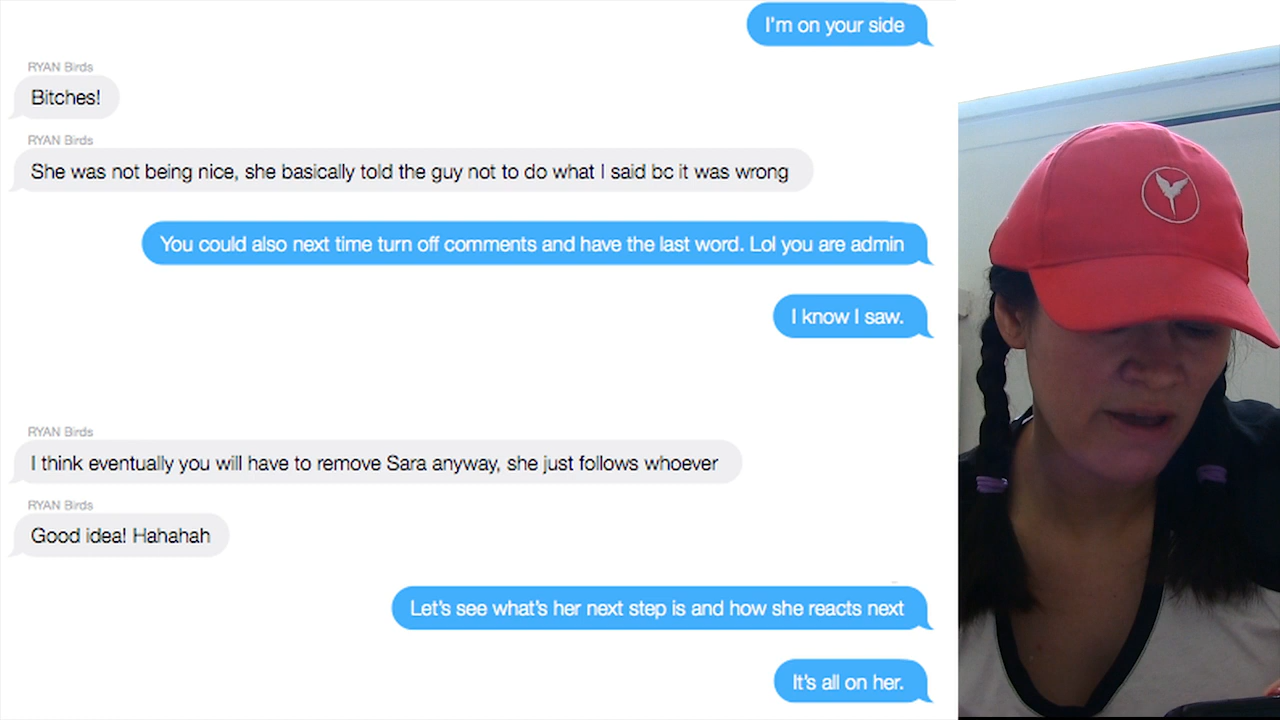 I'm on your side
RYAN Birds
Bitches!
RYAN Birds
She was not being nice, she basically told the guy not to do what I said bc it was wrong
You could also next time turn off comments and have the last word. Lol you are admin
I know I saw.
RYAN Birds
I think eventually you will have to remove Sara anyway, she just follows whoever
RYAN Birds
Good idea! Hahahah
Let's see what's her next step is and how she reacts next
It's all on her.